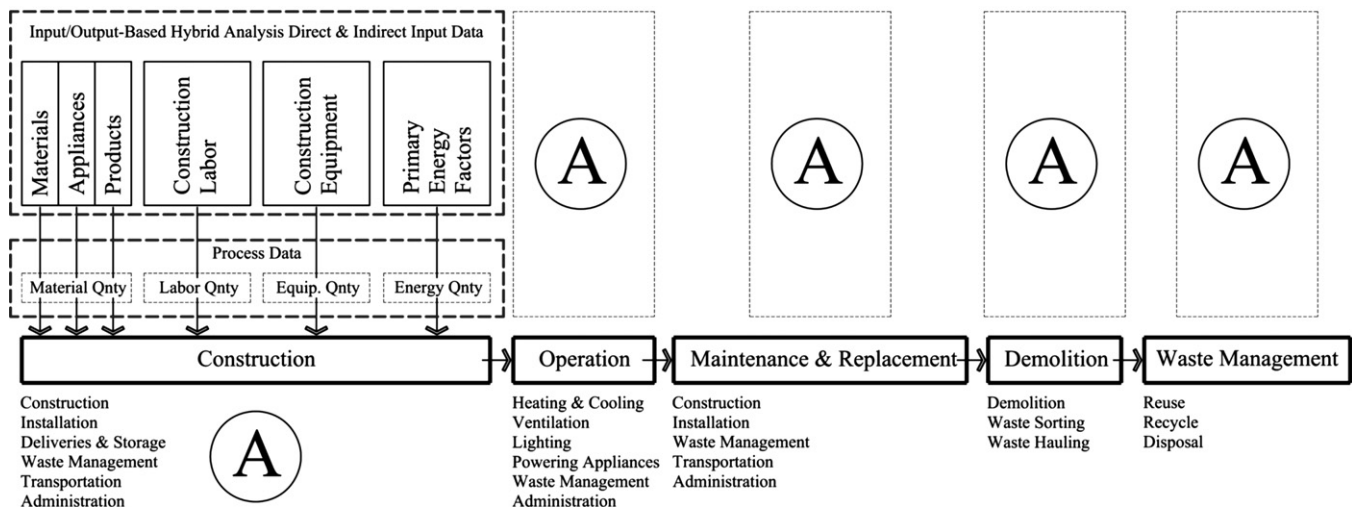 Input/Output-Based Hybrid Analysis Direct & Indirect Input Data
Materials
Appliances
Products
Construction
Labor
Construction
Equipment
Primary
Energy
Factors
A
A
A
A
Process Data
Material Qnty
Labor Qnty
Equip. Qnty
Energy Qnty
Construction
Operation
Maintenance & Replacement
Demolition
Waste Management
Construction
Installation
Deliveries & Storage
Waste Management
Transportation
Administration
A
Heating & Cooling
Ventilation
Lighting
Powering Appliances
Waste Management
Administration
Construction
Installation
Waste Management
Transportation
Administration
Demolition
Waste Sorting
Waste Hauling
Reuse
Recycle
Disposal